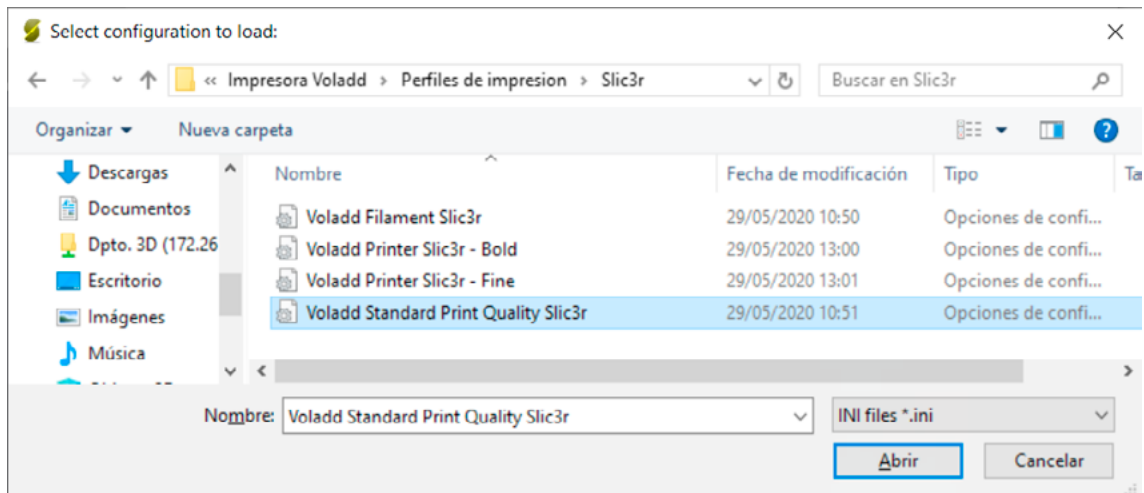 Select configuration to load:
« Impresora Voladd > Perfiles de impresion > Slic3r
Buscar en Slic3r
Organizar
Nueva carpeta
Descargas
Documentos
Dpto. 3D (172.26
Escritorio
Imágenes
Música
Nombre Fecha de modificación Tipo Ta
Voladd Filament Slic3r 29/05/2020 10:50 Opciones de confi...
Voladd Printer Slic3r - Bold 29/05/2020 13:00 Opciones de confi...
Voladd Printer Slic3r - Fine 29/05/2020 13:01 Opciones de confi...
Voladd Standard Print Quality Slic3r 29/05/2020 10:51 Opciones de confi...
Nombre: Voladd Standard Print Quality Slic3r
INI files *.ini
Abrir
Cancelar